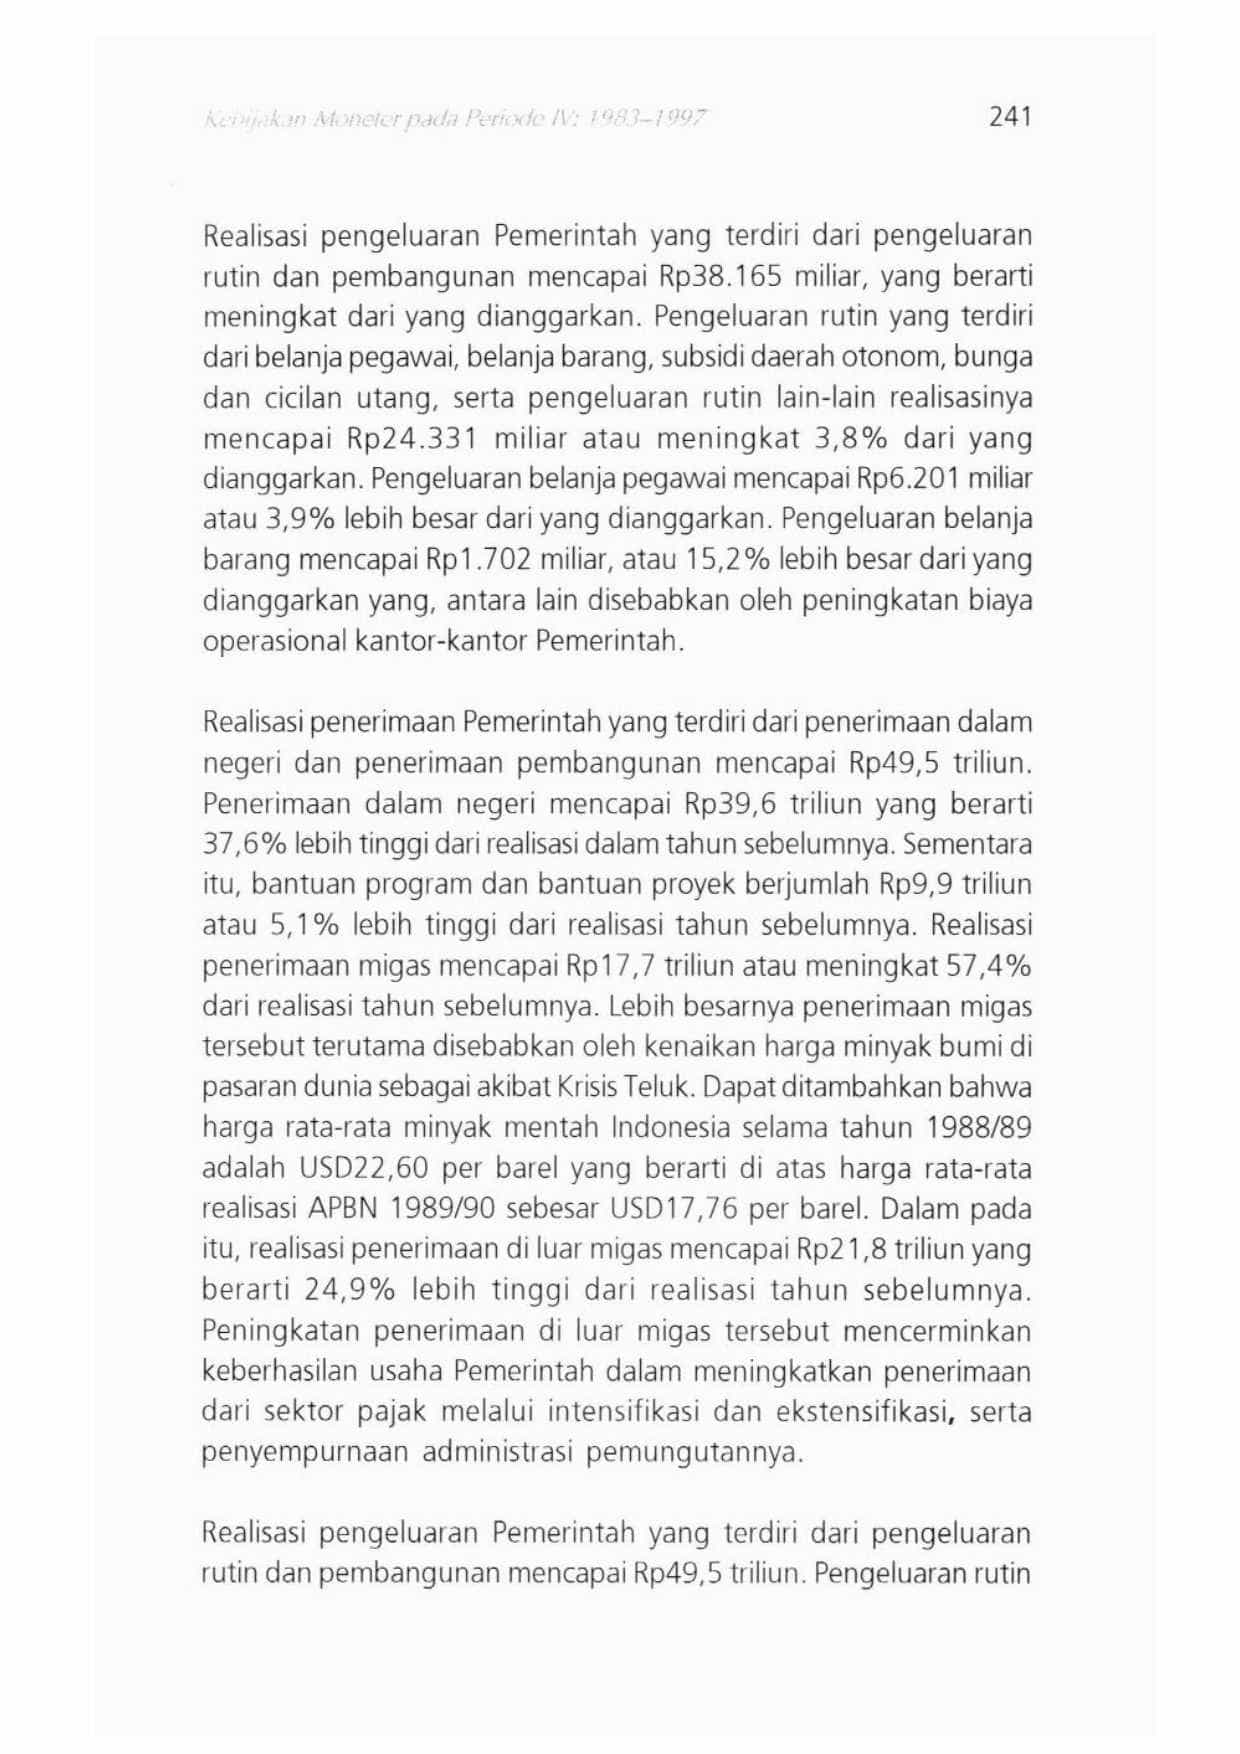 Kebijakan Moneter pada Periode IV: 1983–1997
241
Realisasi pengeluaran Pemerintah yang terdiri dari pengeluaran
rutin dan pembangunan mencapai Rp38.165 miliar, yang berarti
meningkat dari yang dianggarkan. Pengeluaran rutin yang terdiri
dari belanja pegawai, belanja barang, subsidi daerah otonom, bunga
dan cicilan utang, serta pengeluaran rutin lain-lain realisasinya
mencapai Rp24.331 miliar atau meningkat 3,8% dari yang
dianggarkan. Pengeluaran belanja pegawai mencapai Rp6.201 miliar
atau 3,9% lebih besar dari yang dianggarkan. Pengeluaran belanja
barang mencapai Rp1.702 miliar, atau 15,2% lebih besar dari yang
dianggarkan yang, antara lain disebabkan oleh peningkatan biaya
operasional kantor-kantor Pemerintah.
Realisasi penerimaan Pemerintah yang terdiri dari penerimaan dalam
negeri dan penerimaan pembangunan mencapai Rp49,5 triliun.
Penerimaan dalam negeri mencapai Rp39,6 triliun yang berarti
37,6% lebih tinggi dari realisasi dalam tahun sebelumnya. Sementara
itu, bantuan program dan bantuan proyek berjumlah Rp9,9 triliun
atau 5,1% lebih tinggi dari realisasi tahun sebelumnya. Realisasi
penerimaan migas mencapai Rp17,7 triliun atau meningkat 57,4%
dari realisasi tahun sebelumnya. Lebih besarnya penerimaan migas
tersebut terutama disebabkan oleh kenaikan harga minyak bumi di
pasaran dunia sebagai akibat Krisis Teluk. Dapat ditambahkan bahwa
harga rata-rata minyak mentah Indonesia selama tahun 1988/89
adalah USD22,60 per barel yang berarti di atas harga rata-rata
realisasi APBN 1989/90 sebesar USD17,76 per barel. Dalam pada
itu, realisasi penerimaan di luar migas mencapai Rp21,8 triliun yang
berarti 24,9% lebih tinggi dari realisasi tahun sebelumnya.
Peningkatan penerimaan di luar migas tersebut mencerminkan
keberhasilan usaha Pemerintah dalam meningkatkan penerimaan
dari sektor pajak melalui intensifikasi dan ekstensifikasi, serta
penyempurnaan administrasi pemungutannya.
Realisasi pengeluaran Pemerintah yang terdiri dari pengeluaran
rutin dan pembangunan mencapai Rp49,5 triliun. Pengeluaran rutin